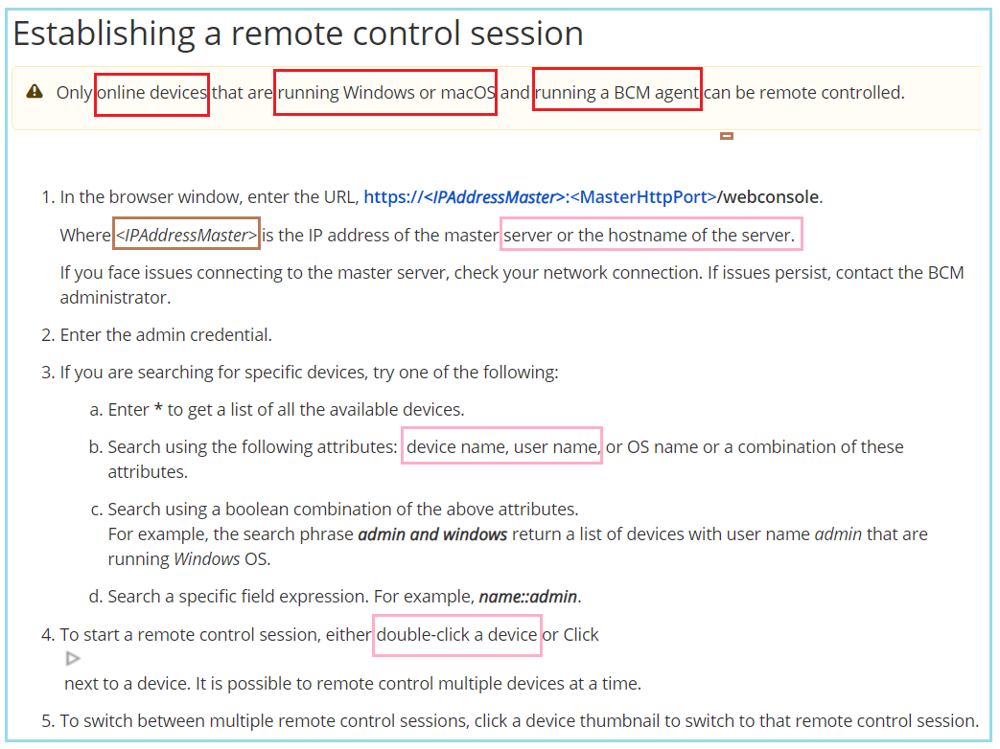 Establishing a remote control session
Only online devices that are running Windows or macOS and running a BCM agent can be remote controlled.
1. In the browser window, enter the URL, https://<IPAddressMaster>:<MasterHttpPort>/webconsole.
Where <IPAddressMaster> is the IP address of the master server or the hostname of the server.
If you face issues connecting to the master server, check your network connection. If issues persist, contact the BCM
administrator.
2. Enter the admin credential.
3. If you are searching for specific devices, try one of the following:
a. Enter * to get a list of all the available devices.
b. Search using the following attributes: device name, user name, or OS name or a combination of these
attributes.
c. Search using a boolean combination of the above attributes.
For example, the search phrase admin and windows return a list of devices with user name admin that are
running Windows OS.
d. Search a specific field expression. For example, name::admin.
4. To start a remote control session, either double-click a device or Click
next to a device. It is possible to remote control multiple devices at a time.
5. To switch between multiple remote control sessions, click a device thumbnail to switch to that remote control session.